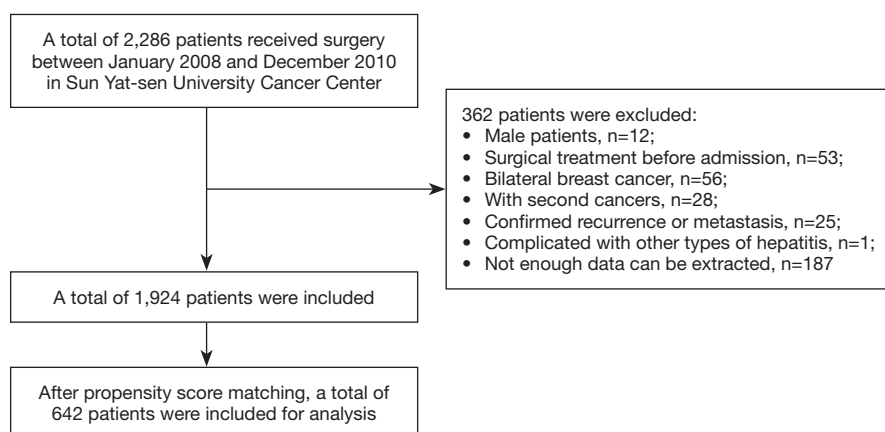 A total of 2,286 patients received surgery
between January 2008 and December 2010
in Sun Yat-sen University Cancer Center
362 patients were excluded:
• Male patients, n=12;
• Surgical treatment before admission, n=53;
• Bilateral breast cancer, n=56;
• With second cancers, n=28;
• Confirmed recurrence or metastasis, n=25;
• Complicated with other types of hepatitis, n=1;
• Not enough data can be extracted, n=187
A total of 1,924 patients were included
After propensity score matching, a total of
642 patients were included for analysis